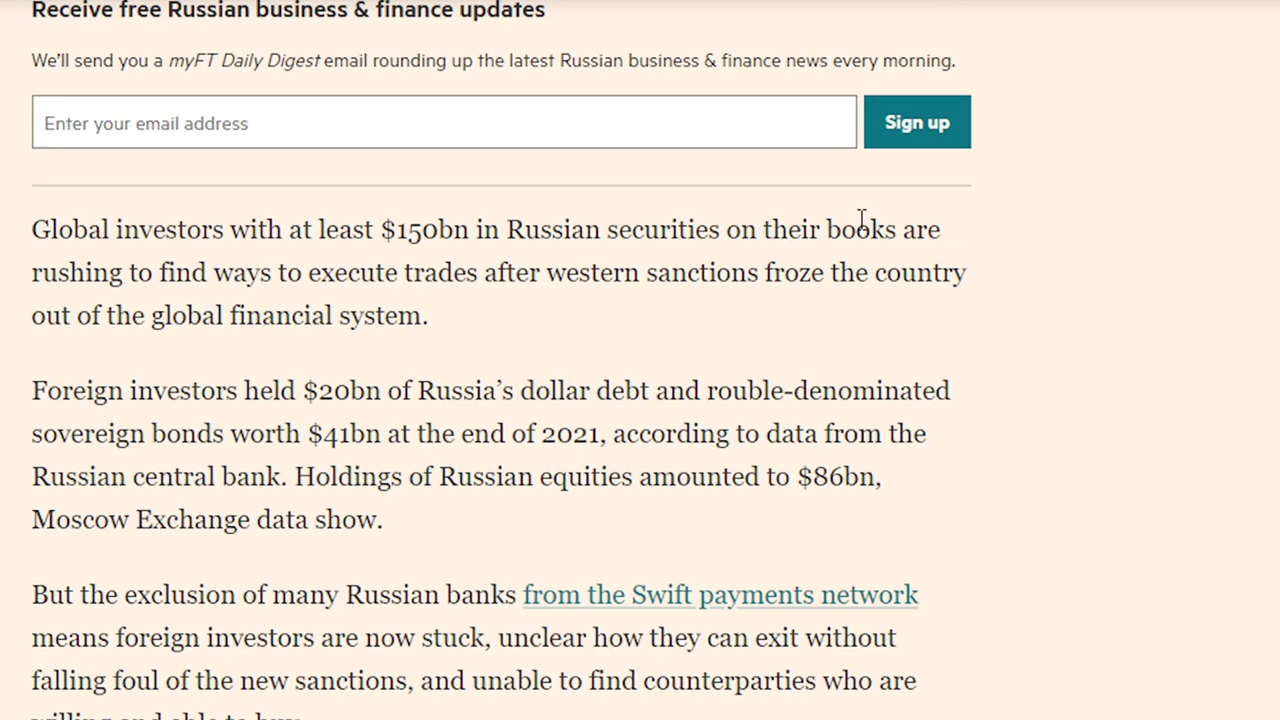 Receive free Russian business & finance updates
We'll send you a myFT Daily Digest email rounding up the latest Russian business & finance news every morning.
Enter your email address
Sign up
Global investors with at least $150bn in Russian securities on their books are
rushing to find ways to execute trades after western sanctions froze the country
out of the global financial system.
Foreign investors held $20bn of Russia's dollar debt and rouble-denominated
sovereign bonds worth $41bn at the end of 2021, according to data from the
Russian central bank. Holdings of Russian equities amounted to $86bn,
Moscow Exchange data show.
But the exclusion of many Russian banks from the Swift payments network
means foreign investors are now stuck, unclear how they can exit without
falling foul of the new sanctions, and unable to find counterparties who are
willing and able to buy.